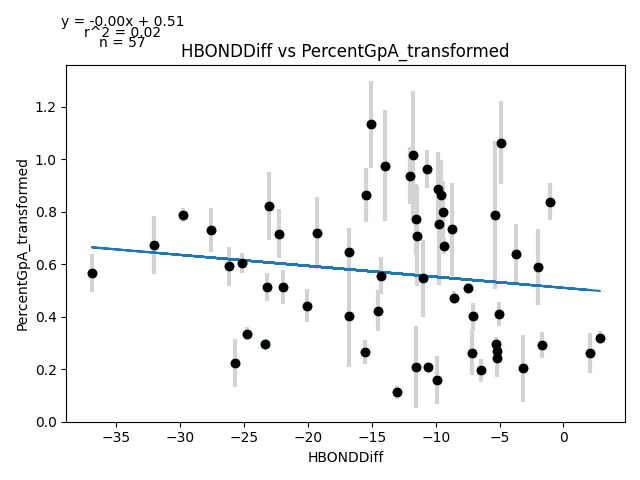 y = -0.00x + 0.51
r^2 = 0.02
n = 57
HBONDDiff vs PercentGpA_transformed
PercentGpA_transformed
1.2
1.0
0.8
0.6
0.4
0.2
0.0
−35 −30 −25 −20 −15 −10 −5 0
HBONDDiff